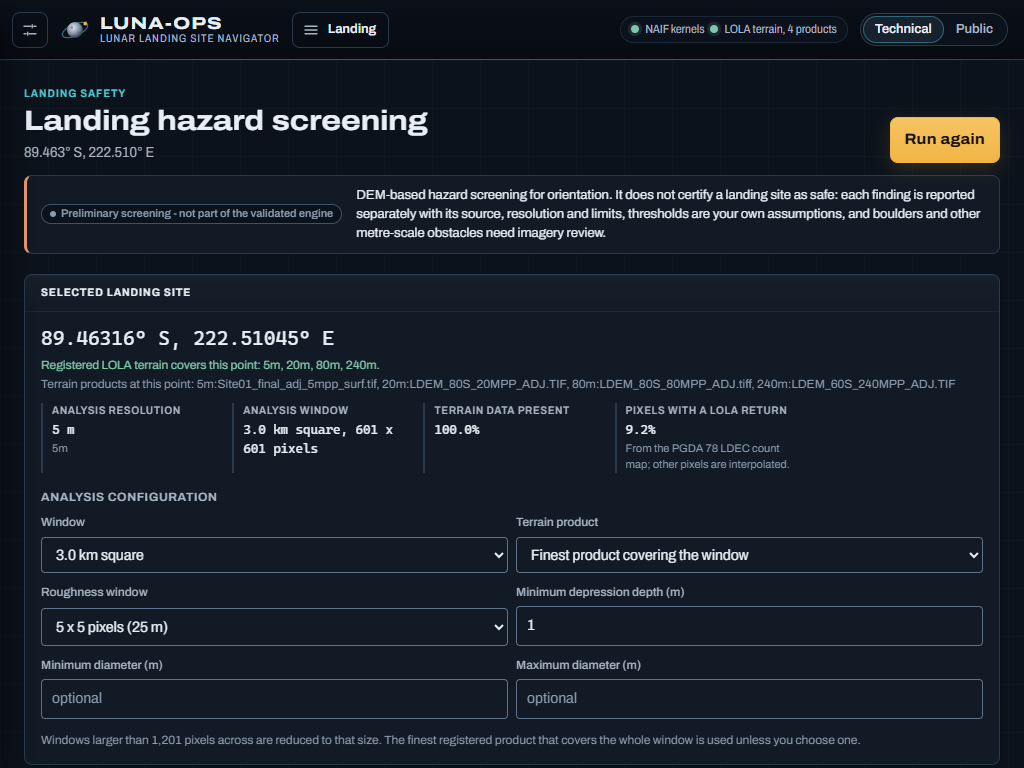 LUNA-OPS
LUNAR LANDING SITE NAVIGATOR
Landing
NAIF kernels
LOLA terrain, 4 products
Technical
Public
LANDING SAFETY
Landing hazard screening
89.463° S, 222.510° E
Run again
Preliminary screening - not part of the validated engine
DEM-based hazard screening for orientation. It does not certify a landing site as safe: each finding is reported
separately with its source, resolution and limits, thresholds are your own assumptions, and boulders and other
metre-scale obstacles need imagery review.
SELECTED LANDING SITE
89.46316° S, 222.51045° E
Registered LOLA terrain covers this point: 5m, 20m, 80m, 240m.
Terrain products at this point: 5m:Site01_final_adj_5mpp_surf.tif, 20m:LDEM_80S_20MPP_ADJ.TIF, 80m:LDEM_80S_80MPP_ADJ.tiff, 240m:LDEM_60S_240MPP_ADJ.TIF
ANALYSIS RESOLUTION
5 m
5m
ANALYSIS WINDOW
3.0 km square, 601 x
601 pixels
TERRAIN DATA PRESENT
100.0%
PIXELS WITH A LOLA RETURN
9.2%
From the PGDA 78 LDEC count
map; other pixels are interpolated.
ANALYSIS CONFIGURATION
Window
3.0 km square
Terrain product
Finest product covering the window
Roughness window
5 x 5 pixels (25 m)
Minimum depression depth (m)
1
Minimum diameter (m)
optional
Maximum diameter (m)
optional
Windows larger than 1,201 pixels across are reduced to that size. The finest registered product that covers the whole window is used unless you choose one.